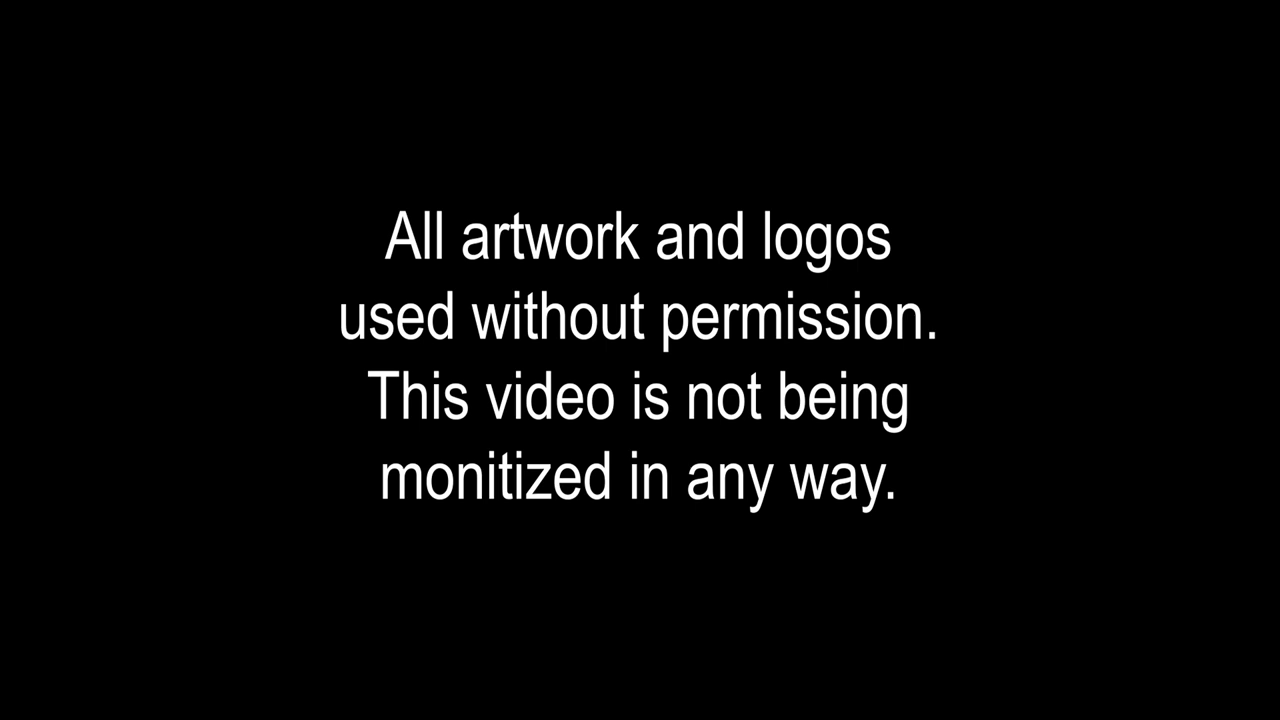 All artwork and logos
used without permission.
This video is not being
monitized in any way.